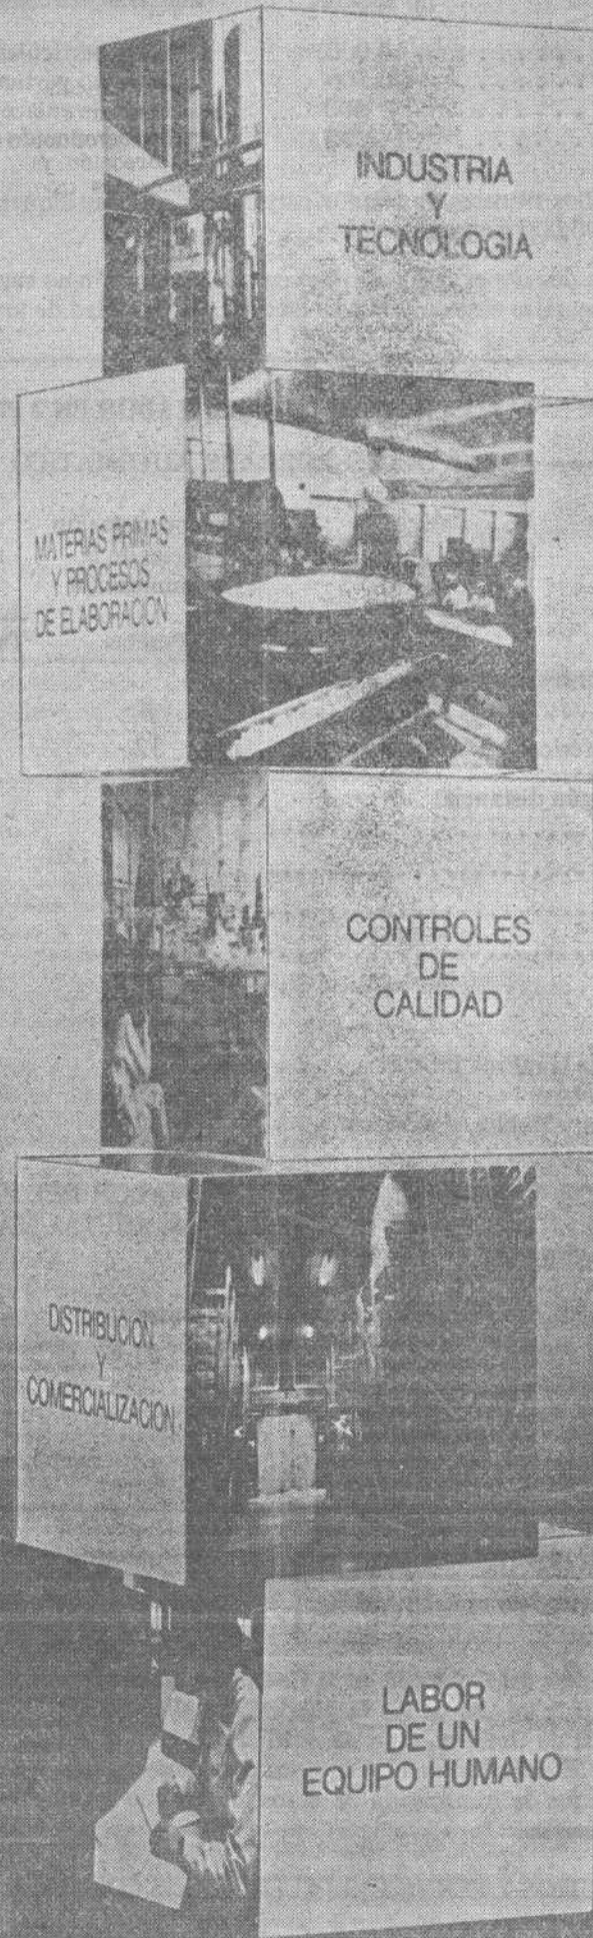 INDUSTRIA
Y
TECNOLOGIA
MATERIAS PRIMAS
Y PROCESOS
DE ELABORACION
CONTROLES
DE
CALIDAD
DISTRIBUCION
Y
COMERCIALIZACION
LABOR
DE UN
EQUIPO HUMANO